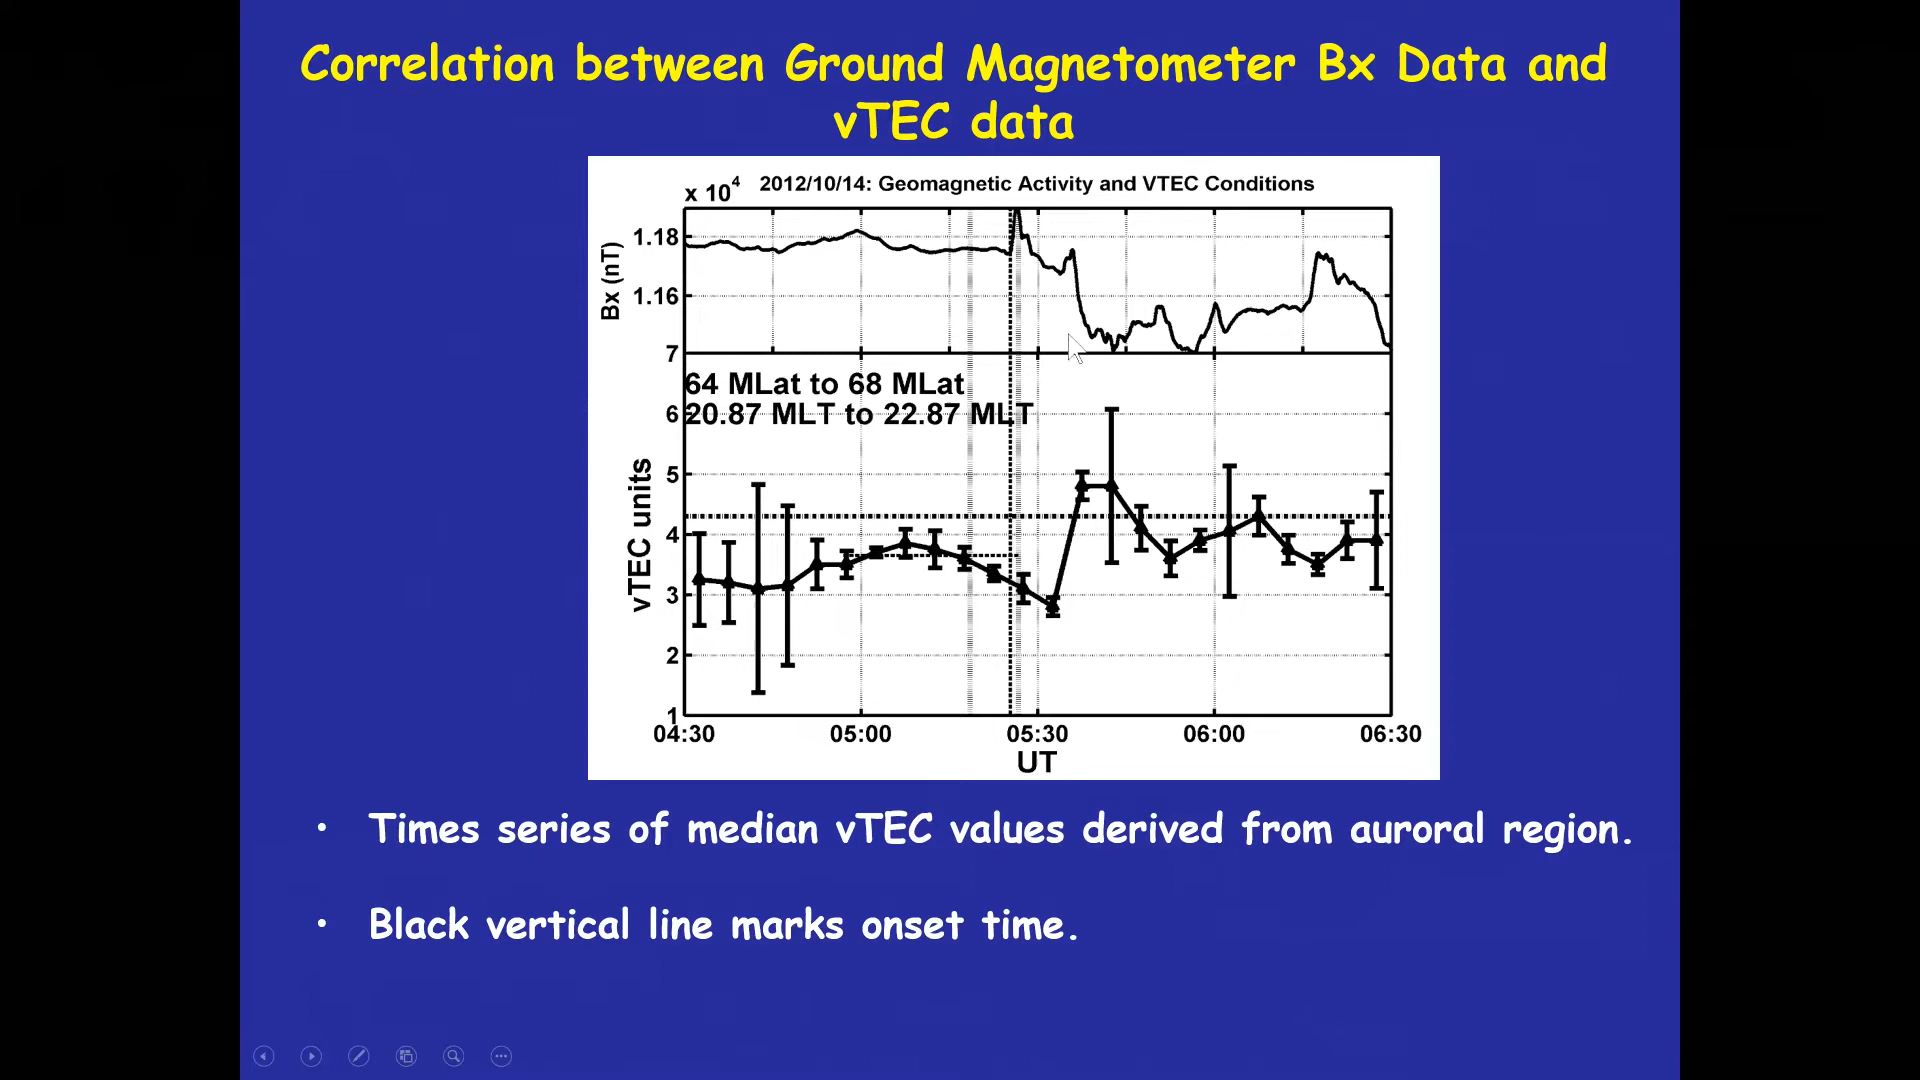 Correlation between Ground Magnetometer Bx Data and
vTEC data
x 10⁴ 2012/10/14: Geomagnetic Activity and VTEC Conditions
1.18
Bx (nT)
1.16
7
64 MLat to 68 MLat
6 20.87 MLT to 22.87 MLT
5
vTEC units
4
3
2
1
04:30 05:00 05:30 06:00 06:30
UT
• Times series of median vTEC values derived from auroral region.
• Black vertical line marks onset time.